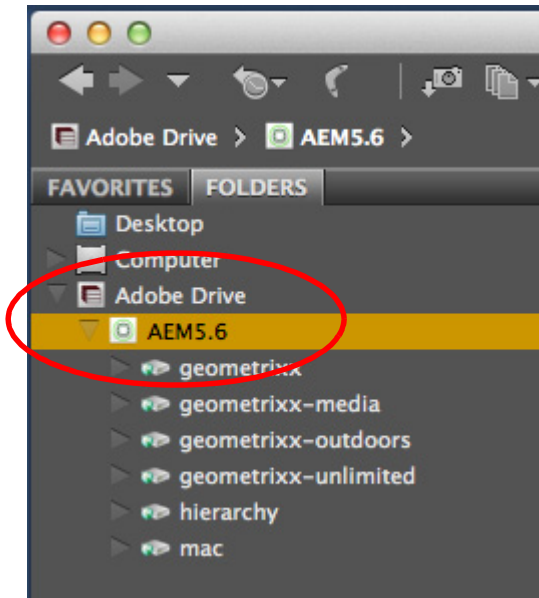 Adobe Drive > AEM5.6 >
FAVORITES FOLDERS
Desktop
Computer
Adobe Drive
AEM5.6
geometrixx
geometrixx-media
geometrixx-outdoors
geometrixx-unlimited
hierarchy
mac